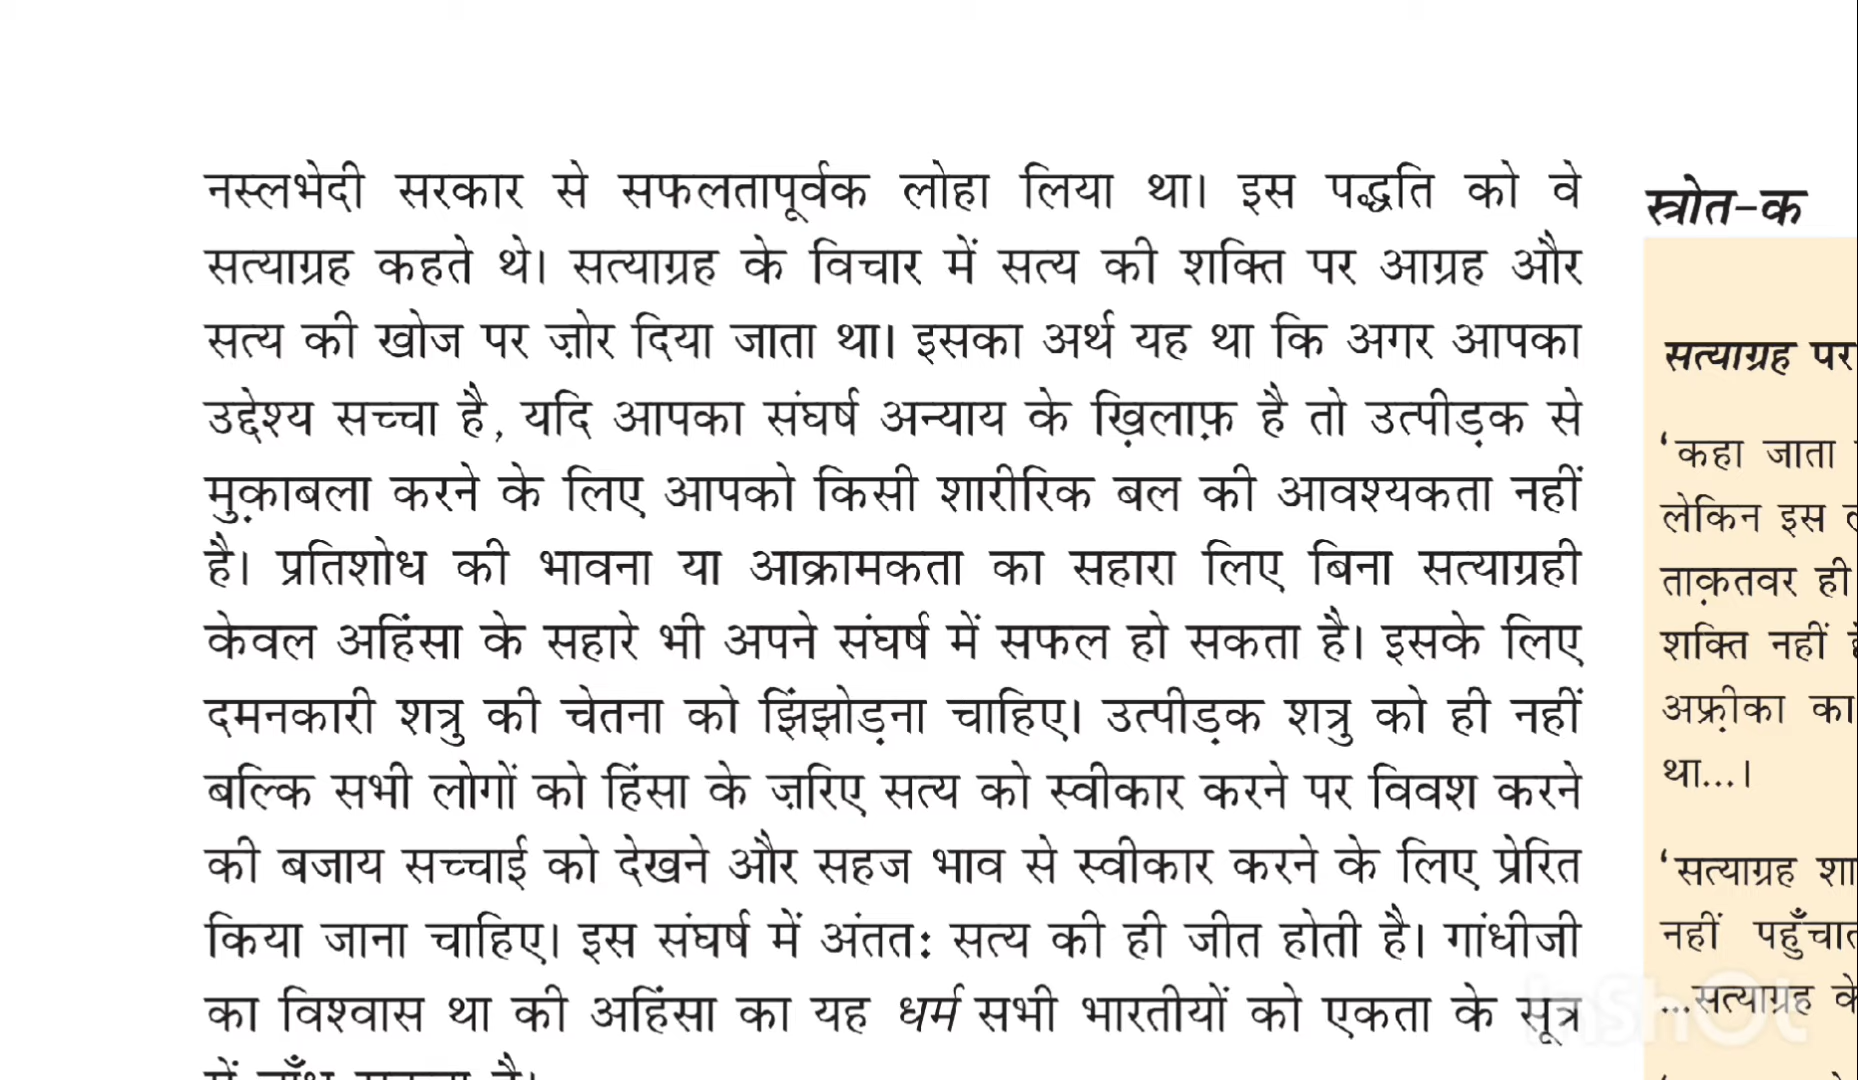 नस्लभेदी सरकार से सफलतापूर्वक लोहा लिया था। इस पद्धति को वे
सत्याग्रह कहते थे। सत्याग्रह के विचार में सत्य की शक्ति पर आग्रह और
सत्य की खोज पर ज़ोर दिया जाता था। इसका अर्थ यह था कि अगर आपका
उद्देश्य सच्चा है, यदि आपका संघर्ष अन्याय के ख़िलाफ़ है तो उत्पीड़क से
मुक़ाबला करने के लिए आपको किसी शारीरिक बल की आवश्यकता नहीं
है। प्रतिशोध की भावना या आक्रामकता का सहारा लिए बिना सत्याग्रही
केवल अहिंसा के सहारे भी अपने संघर्ष में सफल हो सकता है। इसके लिए
दमनकारी शत्रु की चेतना को झिंझोड़ना चाहिए। उत्पीड़क शत्रु को ही नहीं
बल्कि सभी लोगों को हिंसा के ज़रिए सत्य को स्वीकार करने पर विवश करने
की बजाय सच्चाई को देखने और सहज भाव से स्वीकार करने के लिए प्रेरित
किया जाना चाहिए। इस संघर्ष में अंततः सत्य की ही जीत होती है। गांधीजी
का विश्वास था की अहिंसा का यह धर्म सभी भारतीयों को एकता के सूत्र
स्त्रोत-क
सत्याग्रह पर
‘कहा जाता
लेकिन इस
ताक़तवर ही
शक्ति नहीं
अफ़्रीका का
था...।
‘सत्याग्रह
नहीं
...सत्याग्रह के
InShOt